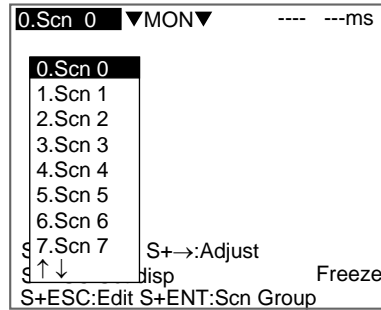 0.Scn 0 ▼MON▼ ---- ---ms
0.Scn 0
1.Scn 1
2.Scn 2
3.Scn 3
4.Scn 4
5.Scn 5
6.Scn 6
7.Scn 7
↑↓
S+→:Adjust
Freeze
S+ESC:Edit S+ENT:Scn Group